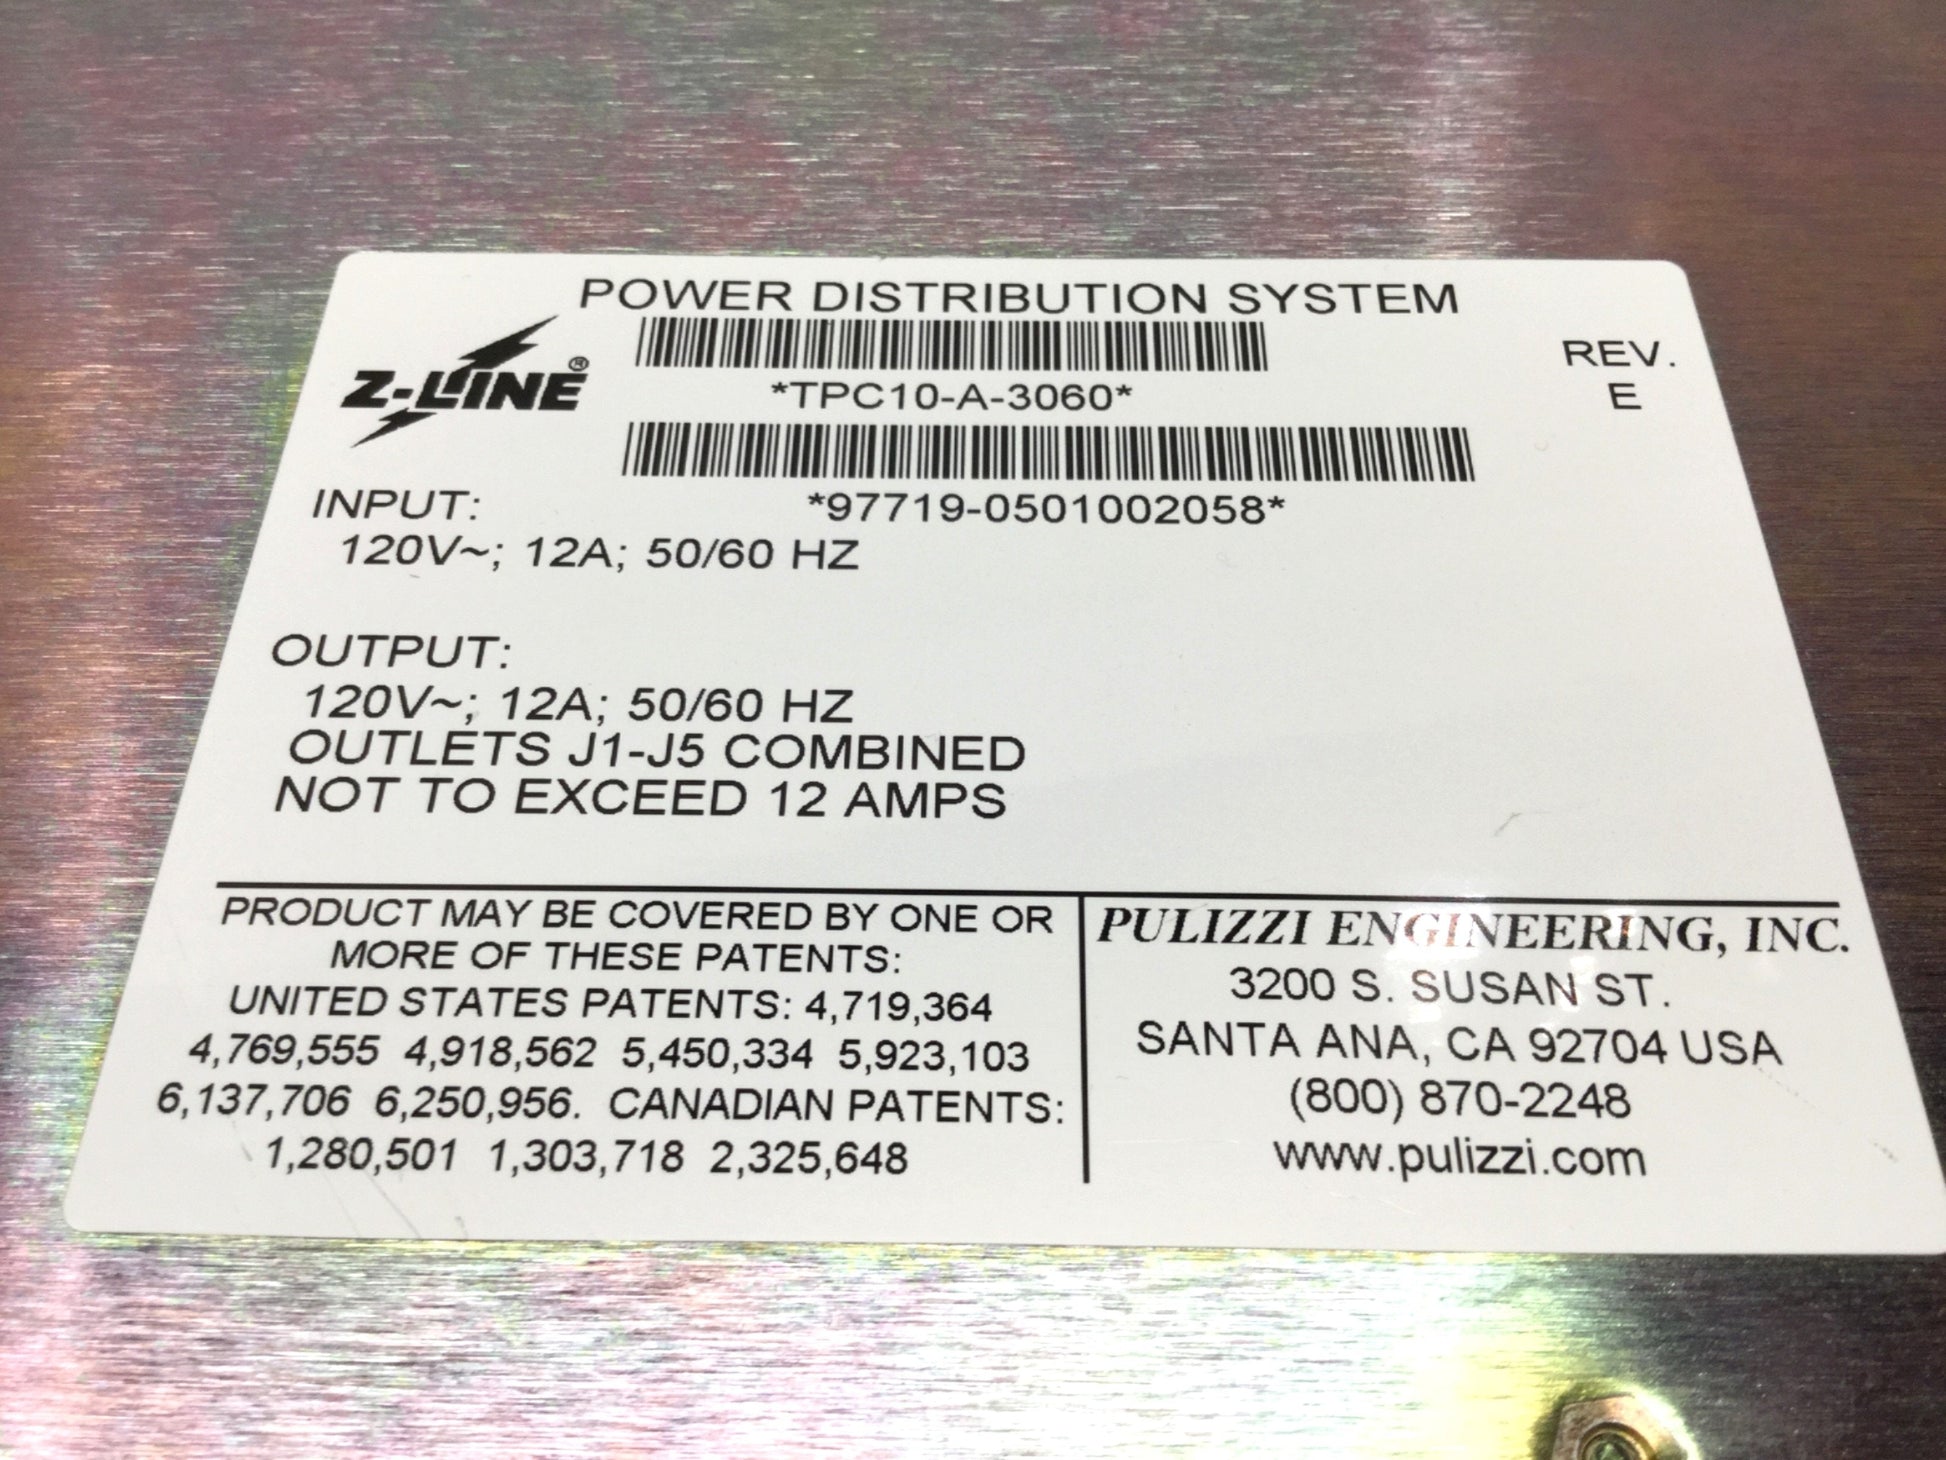 POWER DISTRIBUTION SYSTEM
Z-LINE®
*TPC10-A-3060*
REV.
E
*97719-0501002058*
INPUT:
120V~; 12A; 50/60 HZ
OUTPUT:
120V~; 12A; 50/60 HZ
OUTLETS J1-J5 COMBINED
NOT TO EXCEED 12 AMPS
PRODUCT MAY BE COVERED BY ONE OR
MORE OF THESE PATENTS:
UNITED STATES PATENTS: 4,719,364
4,769,555 4,918,562 5,450,334 5,923,103
6,137,706 6,250,956. CANADIAN PATENTS:
1,280,501 1,303,718 2,325,648
PULIZZI ENGINEERING, INC.
3200 S. SUSAN ST.
SANTA ANA, CA 92704 USA
(800) 870-2248
www.pulizzi.com